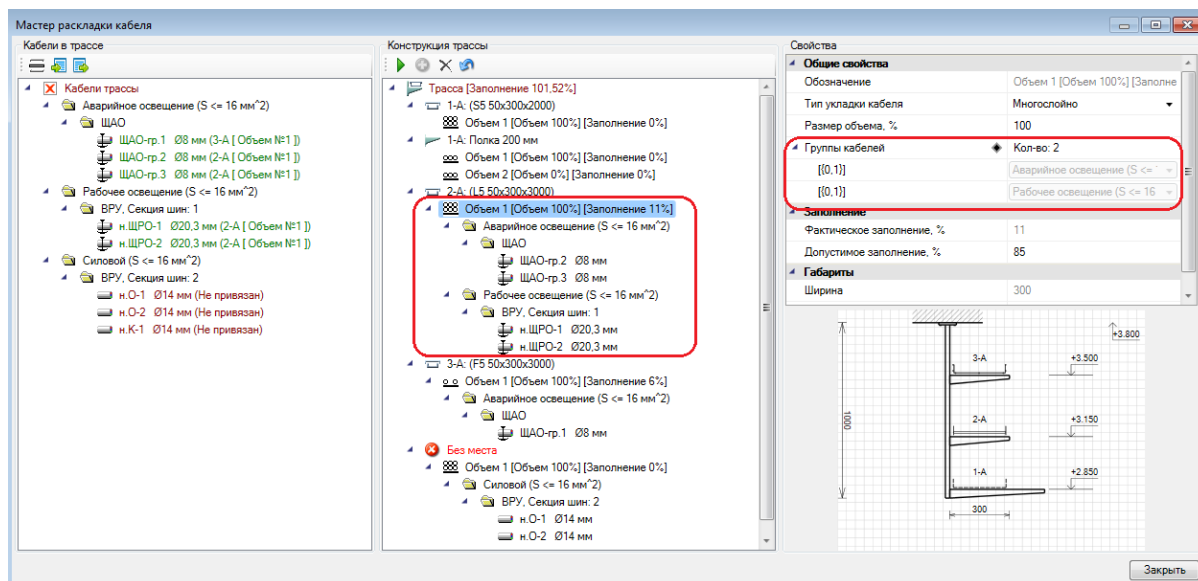 Мастер раскладки кабеля
Кабели в трассе
Кабели трассы
Аварийное освещение (S <= 16 мм^2)
ЩАО
ЩАО-гр.1 Ø8 мм (3-А [ Объем №1 ])
ЩАО-гр.2 Ø8 мм (2-А [ Объем №1 ])
ЩАО-гр.3 Ø8 мм (2-А [ Объем №1 ])
Рабочее освещение (S <= 16 мм^2)
ВРУ, Секция шин: 1
н.ЩРО-1 Ø20,3 мм (2-А [ Объем №1 ])
н.ЩРО-2 Ø20,3 мм (2-А [ Объем №1 ])
Силовой (S <= 16 мм^2)
ВРУ, Секция шин: 2
н.О-1 Ø14 мм (Не привязан)
н.О-2 Ø14 мм (Не привязан)
н.К-1 Ø14 мм (Не привязан)
Конструкция трассы
Трасса [Заполнение 101,52%]
1-А: (S5 50x300x2000)
Объем 1 [Объем 100%] [Заполнение 0%]
1-А: Полка 200 мм
Объем 1 [Объем 100%] [Заполнение 0%]
Объем 2 [Объем 0%] [Заполнение 0%]
2-А: (L5 50x300x3000)
Объем 1 [Объем 100%] [Заполнение 11%]
Аварийное освещение (S <= 16 мм^2)
ЩАО
ЩАО-гр.2 Ø8 мм
ЩАО-гр.3 Ø8 мм
Рабочее освещение (S <= 16 мм^2)
ВРУ, Секция шин: 1
н.ЩРО-1 Ø20,3 мм
н.ЩРО-2 Ø20,3 мм
3-А: (F5 50x300x3000)
Объем 1 [Объем 100%] [Заполнение 6%]
Аварийное освещение (S <= 16 мм^2)
ЩАО
ЩАО-гр.1 Ø8 мм
Без места
Объем 1 [Объем 100%] [Заполнение 0%]
Силовой (S <= 16 мм^2)
ВРУ, Секция шин: 2
н.О-1 Ø14 мм
н.О-2 Ø14 мм
Свойства
Общие свойства
Обозначение Объем 1 [Объем 100%] [Заполне
Тип укладки кабеля Многослойно
Размер объема, % 100
Группы кабелей Кол-во: 2
[{0,1}] Аварийное освещение (S <=
[{0,1}] Рабочее освещение (S <= 16
Заполнение
Фактическое заполнение, % 11
Допустимое заполнение, % 85
Габариты
Ширина 300
+3.800
3-А +3.500
2-А +3.150
1000
1-А +2.850
300
Закрыть